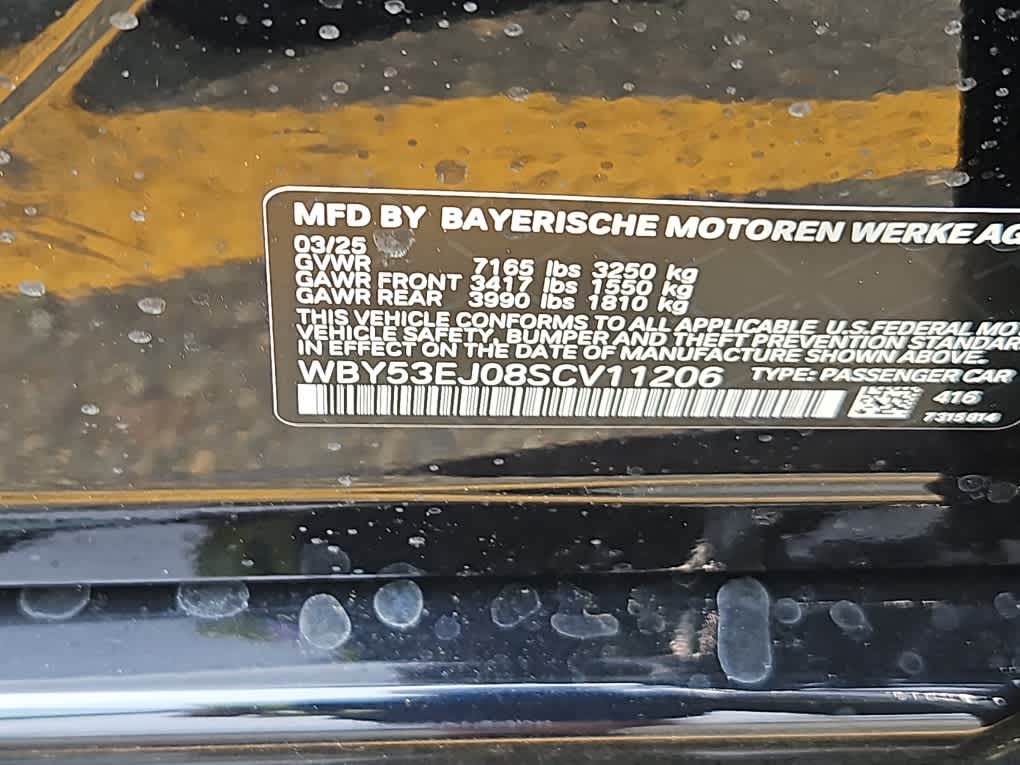 MFD BY BAYERISCHE MOTOREN WERKE AG
03/25
GVWR 7165 lbs 3250 kg
GAWR FRONT 3417 lbs 1550 kg
GAWR REAR 3990 lbs 1810 kg
THIS VEHICLE CONFORMS TO ALL APPLICABLE U.S.FEDERAL MOT
VEHICLE SAFETY, BUMPER AND THEFT PREVENTION STANDAR
IN EFFECT ON THE DATE OF MANUFACTURE SHOWN ABOVE.
WBY53EJ08SCV11206 TYPE: PASSENGER CAR
416